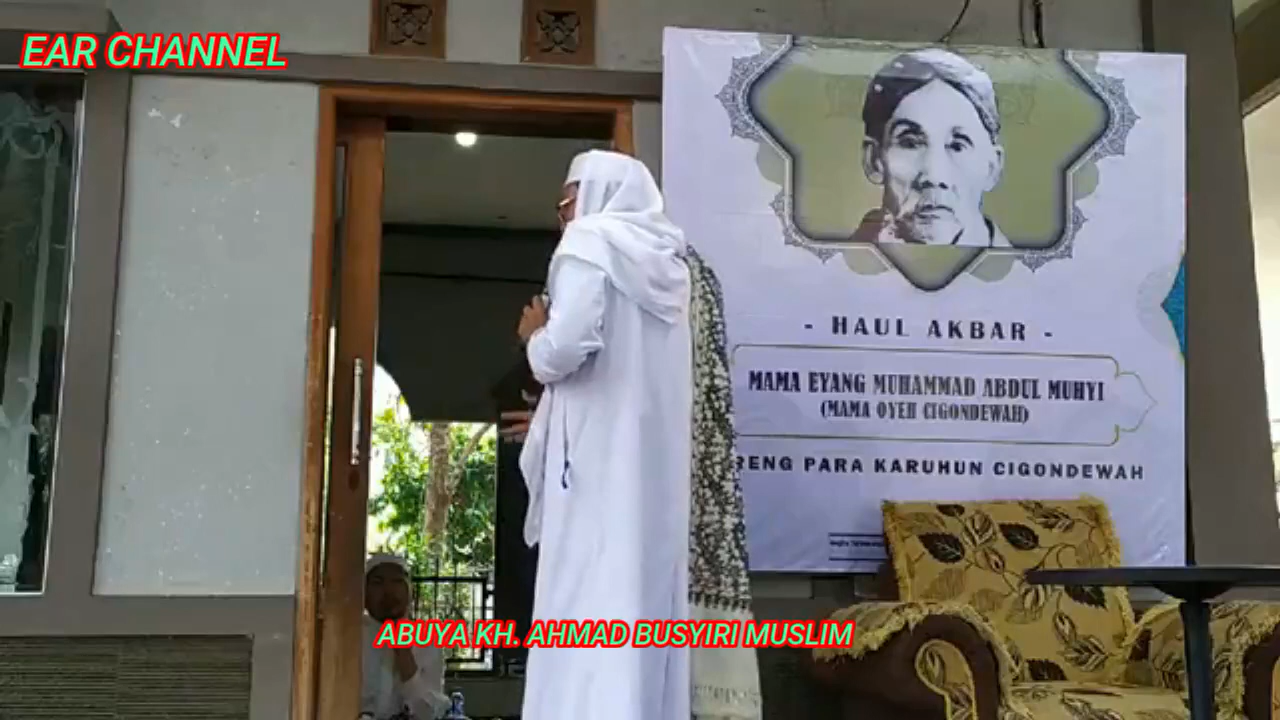 EAR CHANNEL
- HAUL AKBAR -
MAMA EYANG MUHAMMAD ABDUL MUHYI
(MAMA OYEH CIGONDEWAH)
RENG PARA KARUHUN CIGONDEWAH
ABUYA KH. AHMAD BUSYIRI MUSLIM